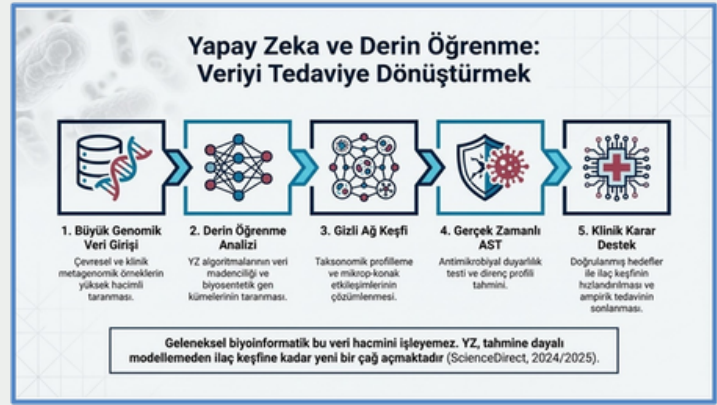 Yapay Zeka ve Derin Öğrenme:
Veriyi Tedaviye Dönüştürmek
1. Büyük Genomik
Veri Girişi
Çevresel ve klinik
metagenomik örneklerin
yüksek hacimli
taranması.
2. Derin Öğrenme
Analizi
YZ algoritmalarının veri
madenciliği ve
biyosentetik gen
kümelerinin taranması.
3. Gizli Ağ Keşfi
Taksonomik profilleme
ve mikrop-konak
etkileşimlerinin
çözümlenmesi.
4. Gerçek Zamanlı
AST
Antimikrobiyal duyarlılık
testi ve direnç profili
tahmini.
5. Klinik Karar
Destek
Doğrulanmış hedefler
ile ilaç keşfinin
hızlandırılması ve
ampirik tedavinin
sonlanması.
Geleneksel biyoinformatik bu veri hacmini işleyemez. YZ, tahmine dayalı
modellemeden ilaç keşfine kadar yeni bir çağ açmaktadır (ScienceDirect, 2024/2025).